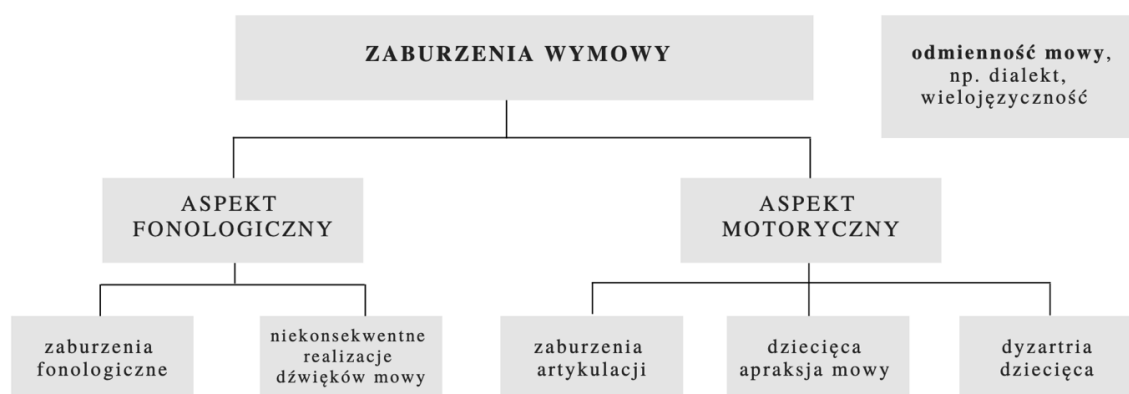 ZABURZENIA WYMOWY
odmienność mowy,
np. dialekt,
wielojęzyczność
ASPEKT
FONOLOGICZNY
ASPEKT
MOTORYCZNY
zaburzenia
fonologiczne
niekonsekwentne
realizacje
dźwięków mowy
zaburzenia
artykulacji
dziecięca
apraksja mowy
dyzartria
dziecięca